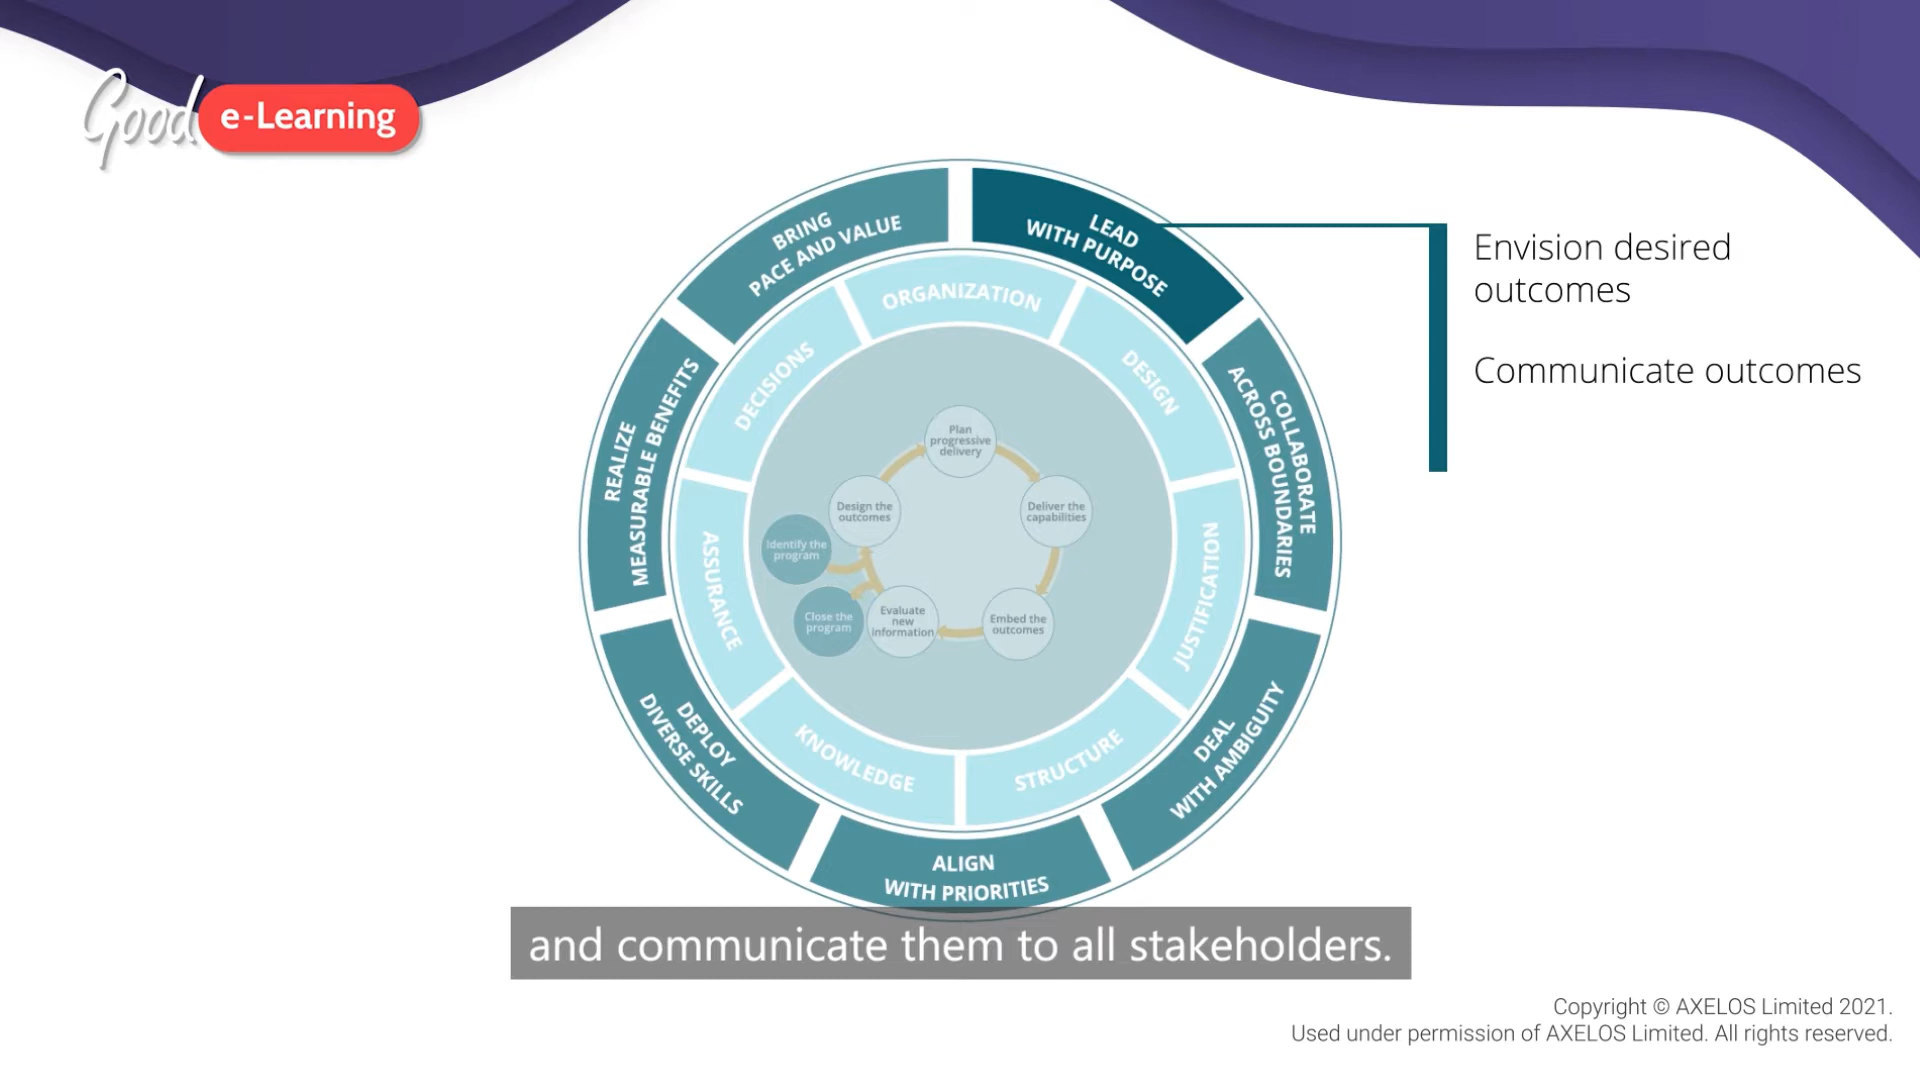 Good e-Learning
BRING
PACE AND VALUE
LEAD
WITH PURPOSE
Envision desired
outcomes
Communicate outcomes
COLLABORATE
ACROSS BOUNDARIES
DEAL
WITH AMBIGUITY
ALIGN
WITH PRIORITIES
DEPLOY
DIVERSE SKILLS
REALIZE
MEASURABLE BENEFITS
ORGANIZATION
DESIGN
JUSTIFICATION
STRUCTURE
KNOWLEDGE
ASSURANCE
DECISIONS
Plan
progressive
delivery
Deliver the
capabilities
Embed the
outcomes
Evaluate
new
information
Close the
program
Identify the
program
Design the
outcomes
and communicate them to all stakeholders.
Copyright © AXELOS Limited 2021.
Used under permission of AXELOS Limited. All rights reserved.